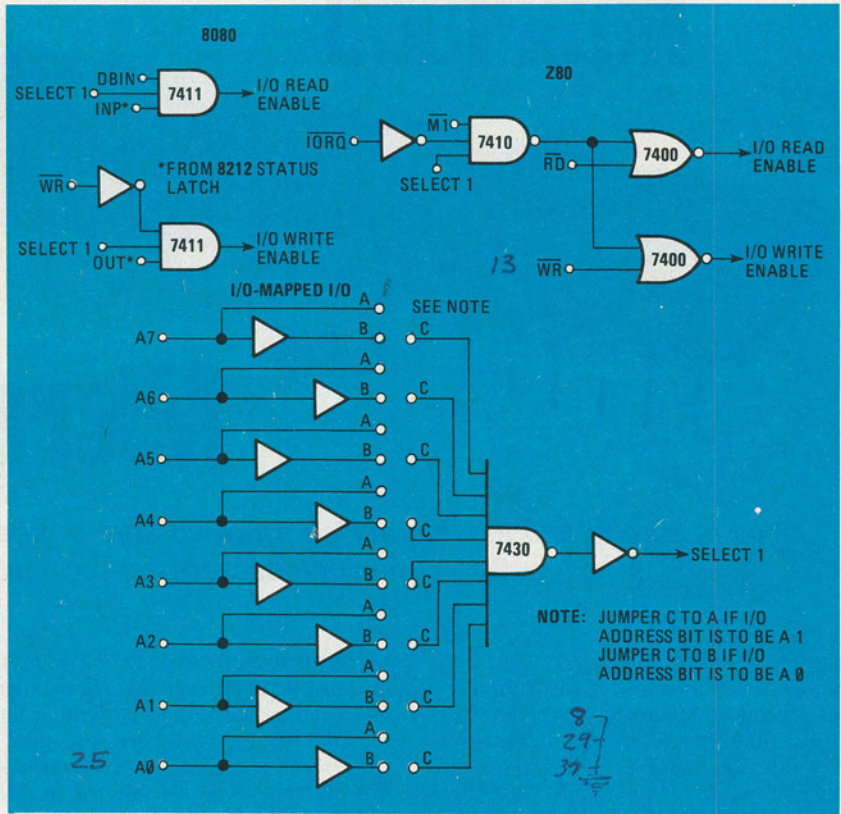 8080
DBIN
SELECT 1
INP*
7411
I/O READ
ENABLE
WR
*FROM 8212 STATUS
LATCH
SELECT 1
OUT*
7411
I/O WRITE
ENABLE
Z80
IORQ
M1
SELECT 1
7410
RD
7400
I/O READ
ENABLE
WR
7400
I/O WRITE
ENABLE
13
I/O-MAPPED I/O
SEE NOTE
A7
A
B
C
A6
A
B
C
A5
A
B
C
A4
A
B
C
A3
A
B
C
A2
A
B
C
A1
A
B
C
A0
A
B
C
7430
SELECT 1
NOTE: JUMPER C TO A IF I/O
ADDRESS BIT IS TO BE A 1
JUMPER C TO B IF I/O
ADDRESS BIT IS TO BE A 0
25
8
29